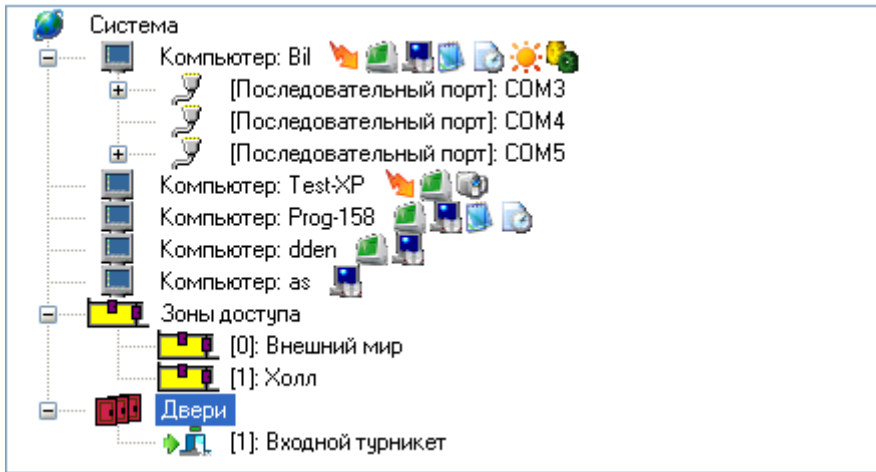 Система
Компьютер: Bil
[Последовательный порт]: COM3
[Последовательный порт]: COM4
[Последовательный порт]: COM5
Компьютер: Test-XP
Компьютер: Prog-158
Компьютер: dden
Компьютер: as
Зоны доступа
[0]: Внешний мир
[1]: Холл
Двери
[1]: Входной турникет